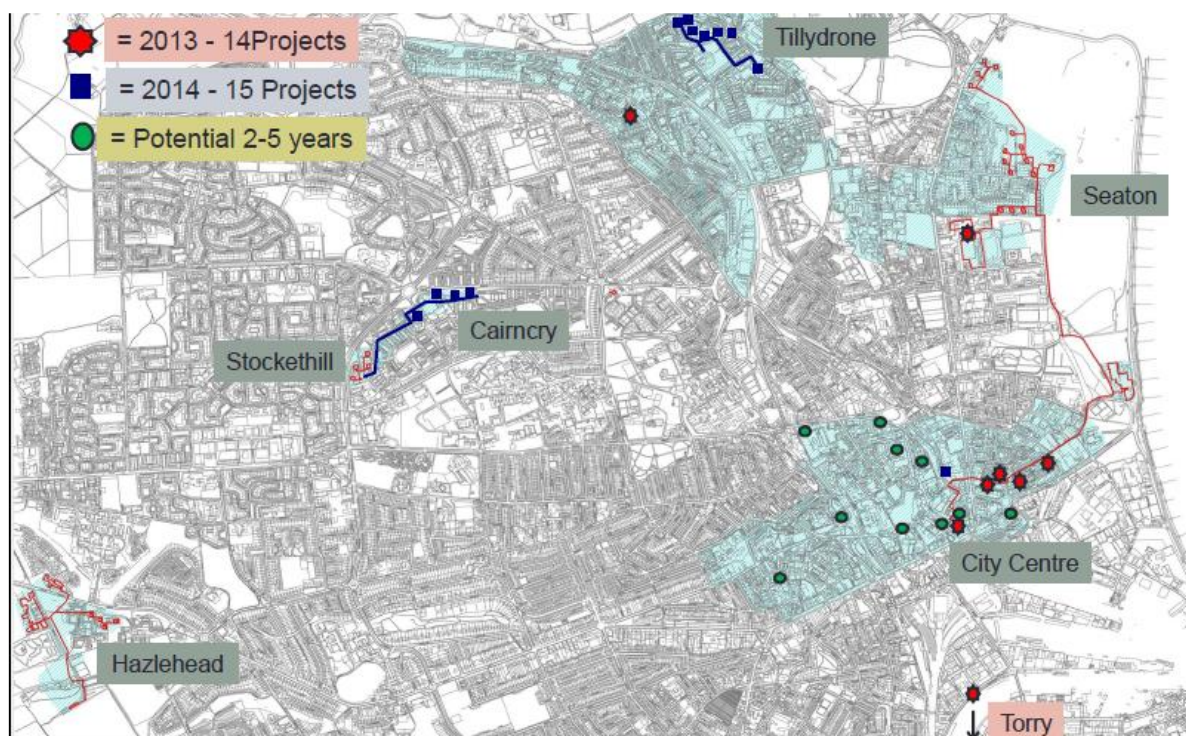 = 2013 - 14Projects
= 2014 - 15 Projects
= Potential 2-5 years
Tillydrone
Seaton
Cairncry
Stockethill
City Centre
Hazlehead
Torry